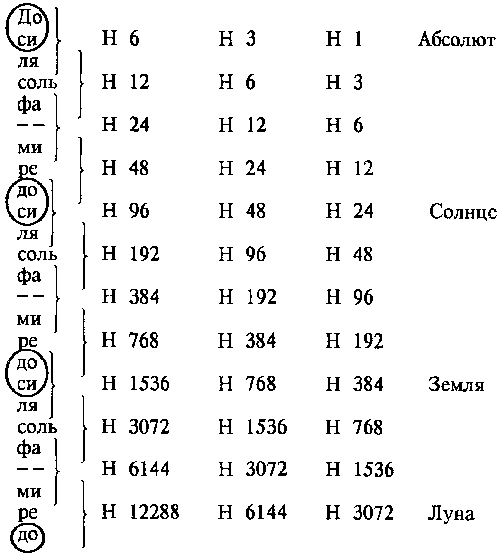 До
си Н 6 Н 3 Н 1 Абсолют
ля
соль Н 12 Н 6 Н 3
фа
-- Н 24 Н 12 Н 6
ми
ре Н 48 Н 24 Н 12
до
си Н 96 Н 48 Н 24 Солнце
ля
соль Н 192 Н 96 Н 48
фа
-- Н 384 Н 192 Н 96
ми
ре Н 768 Н 384 Н 192
до
си Н 1536 Н 768 Н 384 Земля
ля
соль Н 3072 Н 1536 Н 768
фа
-- Н 6144 Н 3072 Н 1536
ми
ре Н 12288 Н 6144 Н 3072 Луна
до